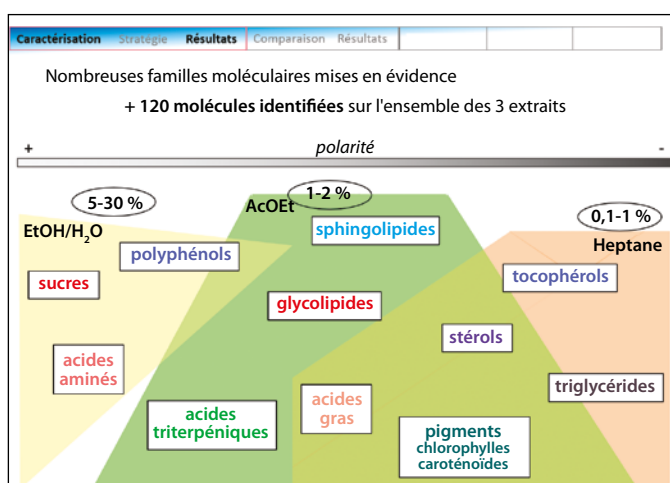 Caractérisation Stratégie Résultats Comparaison Résultats
Nombreuses familles moléculaires mises en évidence
+ 120 molécules identifiées sur l'ensemble des 3 extraits
+ polarité -
5-30 %
EtOH/H₂O
AcOEt
1-2 %
0,1-1 %
Heptane
sphingolipides
polyphénols
sucres
tocophérols
glycolipides
stérols
acides
aminés
triglycérides
acides
gras
acides
triterpéniques
pigments
chlorophylles
caroténoïdes